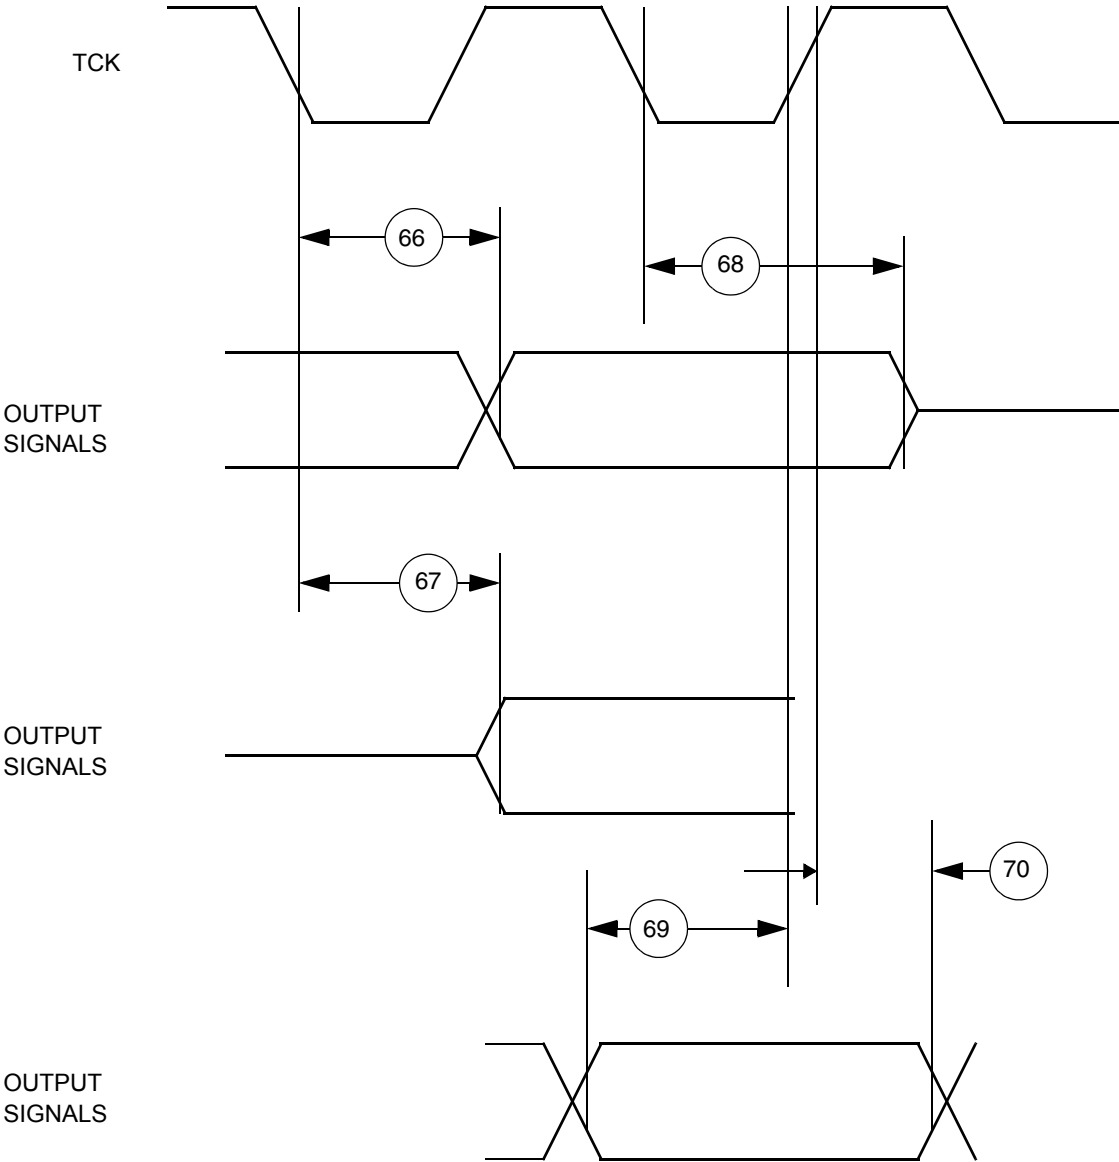 TCK
66
68
OUTPUT
SIGNALS
67
OUTPUT
SIGNALS
70
69
OUTPUT
SIGNALS